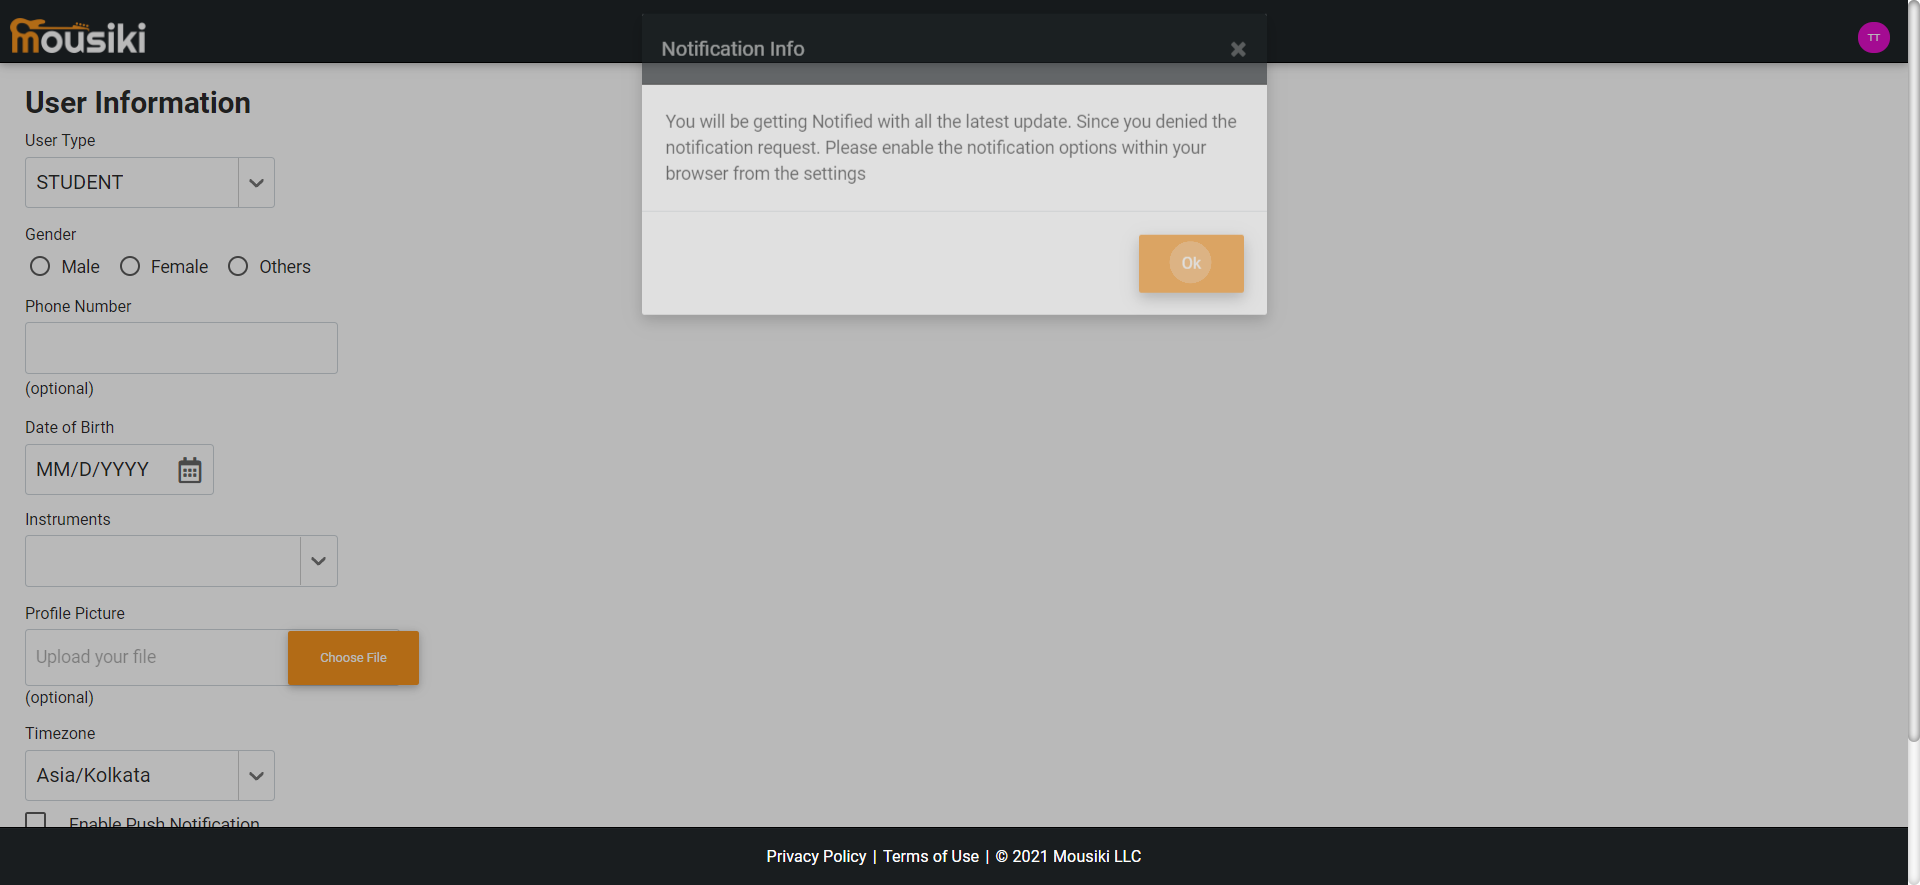 mousiki
Notification Info
TT
User Information
You will be getting Notified with all the latest update. Since you denied the
notification request. Please enable the notification options within your
browser from the settings
Ok
User Type
STUDENT
Gender
Male Female Others
Phone Number
(optional)
Date of Birth
MM/D/YYYY
Instruments
Profile Picture
Upload your file Choose File
(optional)
Timezone
Asia/Kolkata
Enable Push Notification
Privacy Policy | Terms of Use | © 2021 Mousiki LLC